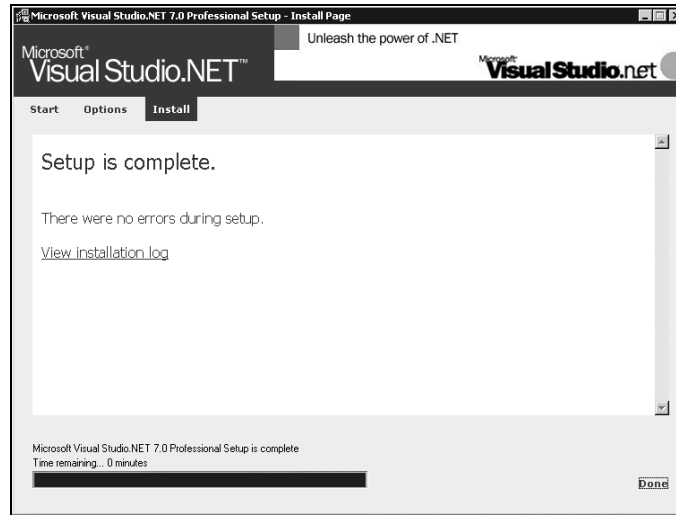 Microsoft Visual Studio.NET 7.0 Professional Setup - Install Page
Unleash the power of .NET
Microsoft®
Visual Studio.NET™
Microsoft
Visual Studio.net
Start Options Install
Setup is complete.
There were no errors during setup.
View installation log
Microsoft Visual Studio.NET 7.0 Professional Setup is complete
Time remaining... 0 minutes
Done